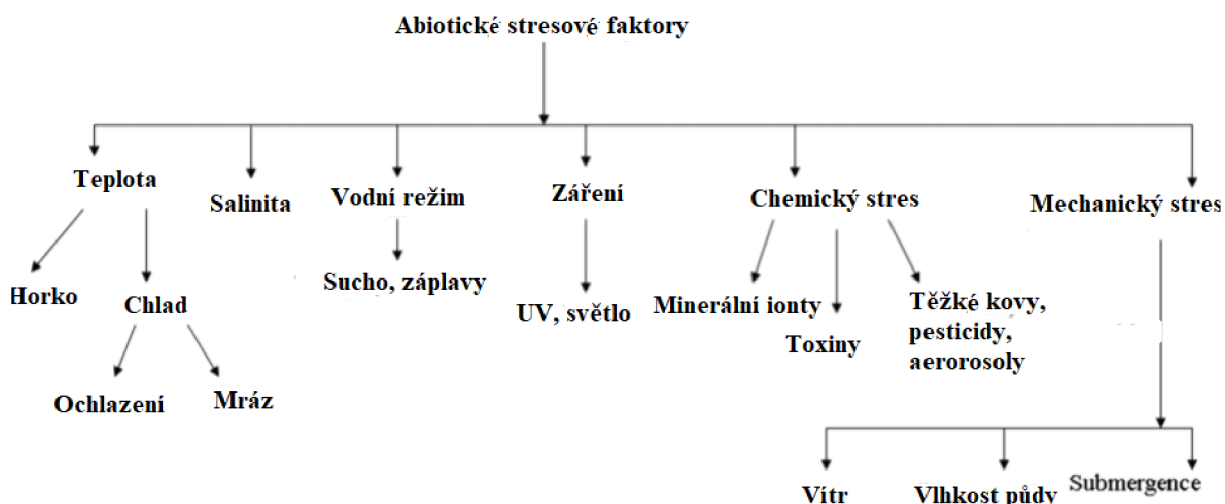 Abiotické stresové faktory
Teplota
Salinita
Vodní režim
Záření
Chemický stres
Mechanický stres
Horko
Chlad
Sucho, záplavy
UV, světlo
Minerální ionty
Toxiny
Těžké kovy,
pesticidy,
aerorosoly
Ochlazení
Mráz
Vítr
Vlhkost půdy
Submergence